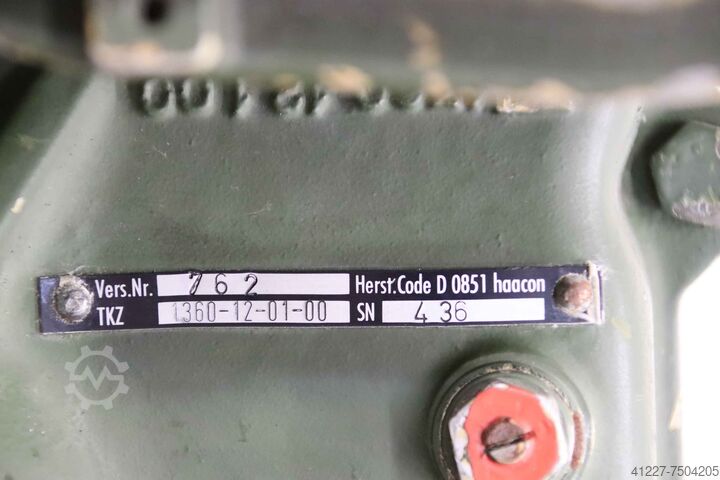 Vers.Nr. 762 Herst.Code D 0851 haacon
TKZ 1360-12-01-00 SN 436
41227-7504205